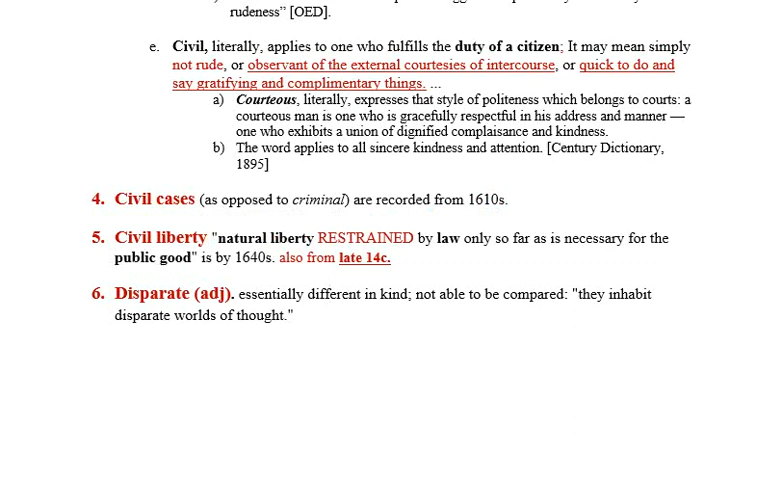 rudeness” [OED].
e. Civil, literally, applies to one who fulfills the duty of a citizen; It may mean simply
not rude, or observant of the external courtesies of intercourse, or quick to do and
say gratifying and complimentary things. ...
a) Courteous, literally, expresses that style of politeness which belongs to courts: a
courteous man is one who is gracefully respectful in his address and manner —
one who exhibits a union of dignified complaisance and kindness.
b) The word applies to all sincere kindness and attention. [Century Dictionary,
1895]
4. Civil cases (as opposed to criminal) are recorded from 1610s.
5. Civil liberty "natural liberty RESTRAINED by law only so far as is necessary for the
public good" is by 1640s. also from late 14c.
6. Disparate (adj). essentially different in kind; not able to be compared: "they inhabit
disparate worlds of thought."